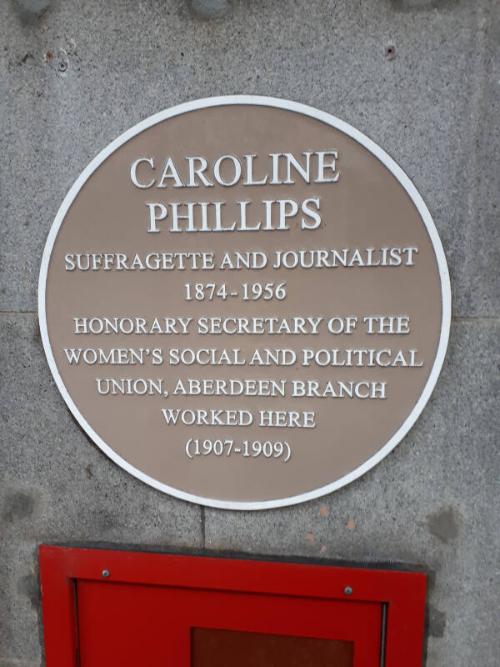 CAROLINE
PHILLIPS
SUFFRAGETTE AND JOURNALIST
1874-1956
HONORARY SECRETARY OF THE
WOMEN'S SOCIAL AND POLITICAL
UNION, ABERDEEN BRANCH
WORKED HERE
(1907-1909)